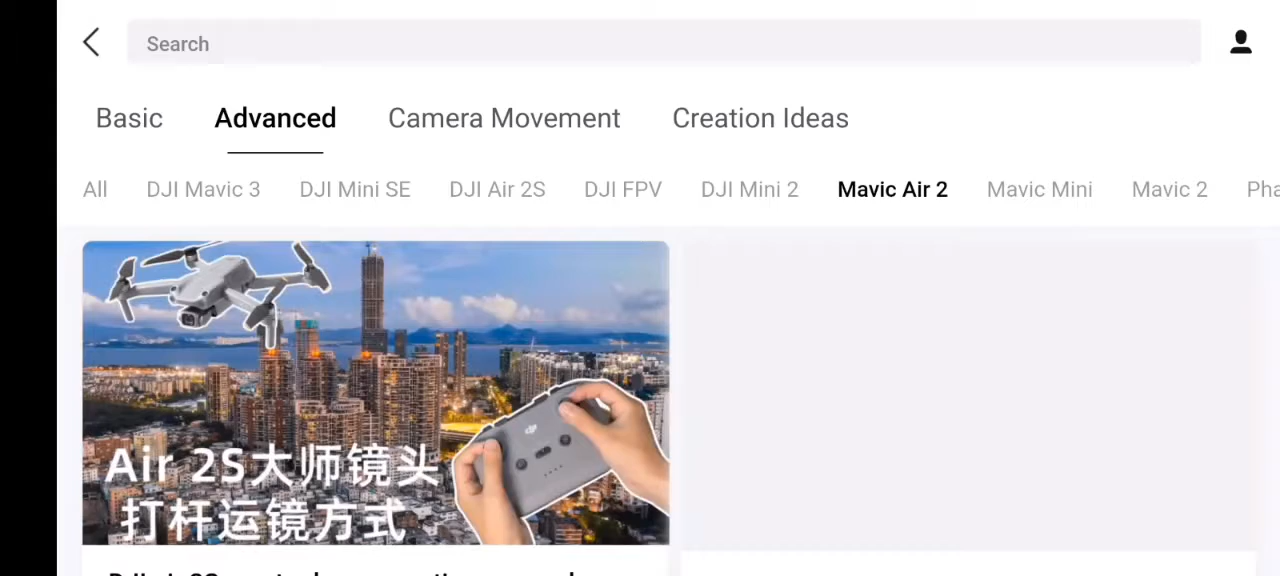 Search
Basic Advanced Camera Movement Creation Ideas
All DJI Mavic 3 DJI Mini SE DJI Air 2S DJI FPV DJI Mini 2 Mavic Air 2 Mavic Mini Mavic 2
Air 2S大师镜头
打杆运镜方式